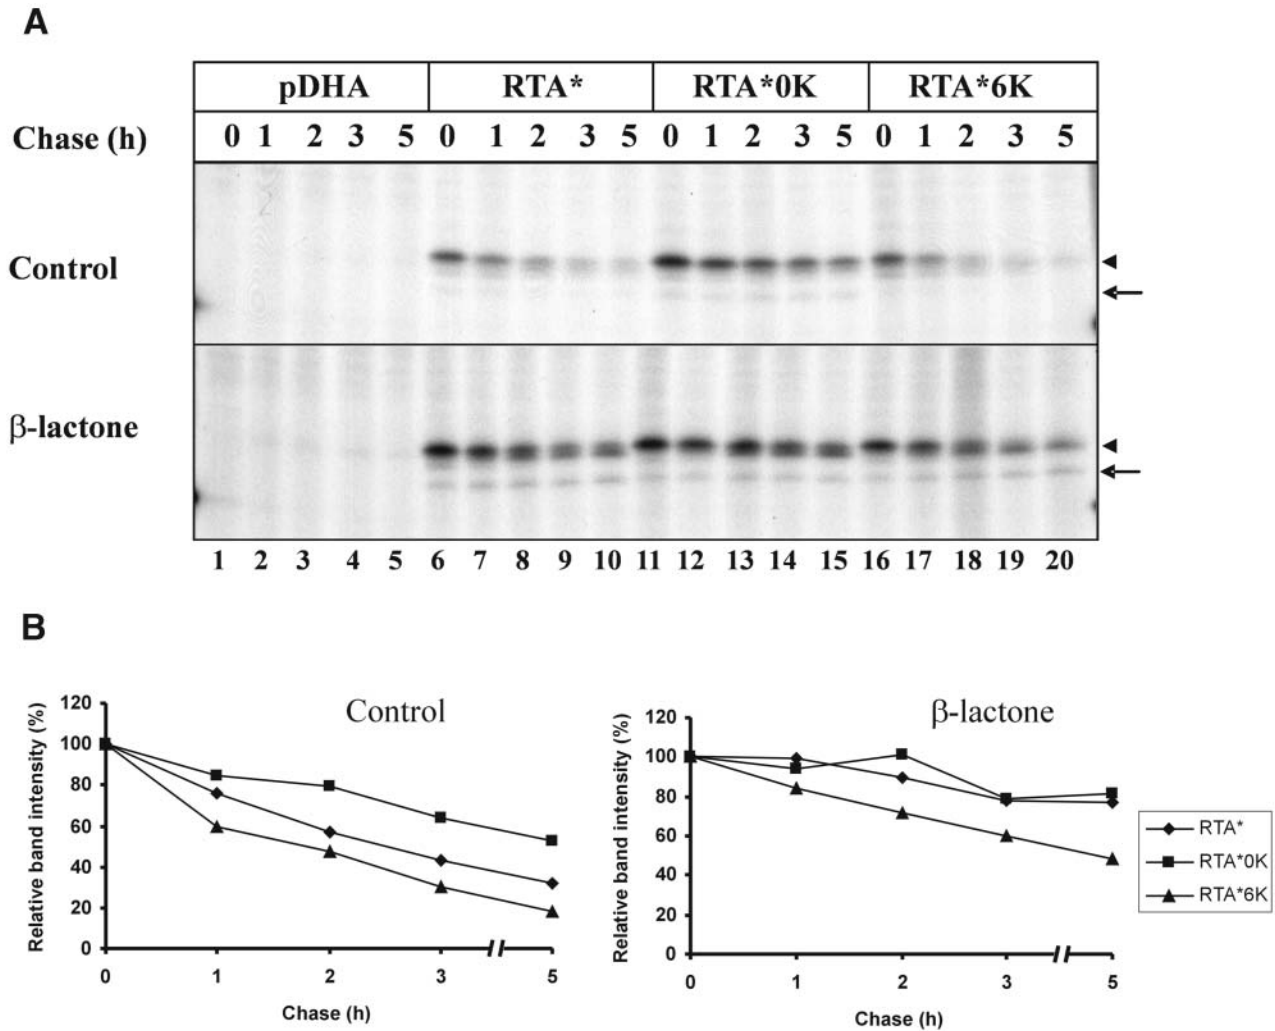 A
pDHA RTA* RTA*0K RTA*6K
Chase (h) 0 1 2 3 5 0 1 2 3 5 0 1 2 3 5 0 1 2 3 5
Control
β-lactone
1 2 3 4 5 6 7 8 9 10 11 12 13 14 15 16 17 18 19 20
B
Control
Relative band intensity (%)
120
100
80
60
40
20
0
0 1 2 3 5
Chase (h)
β-lactone
Relative band intensity (%)
120
100
80
60
40
20
0
0 1 2 3 5
Chase (h)
RTA*
RTA*0K
RTA*6K